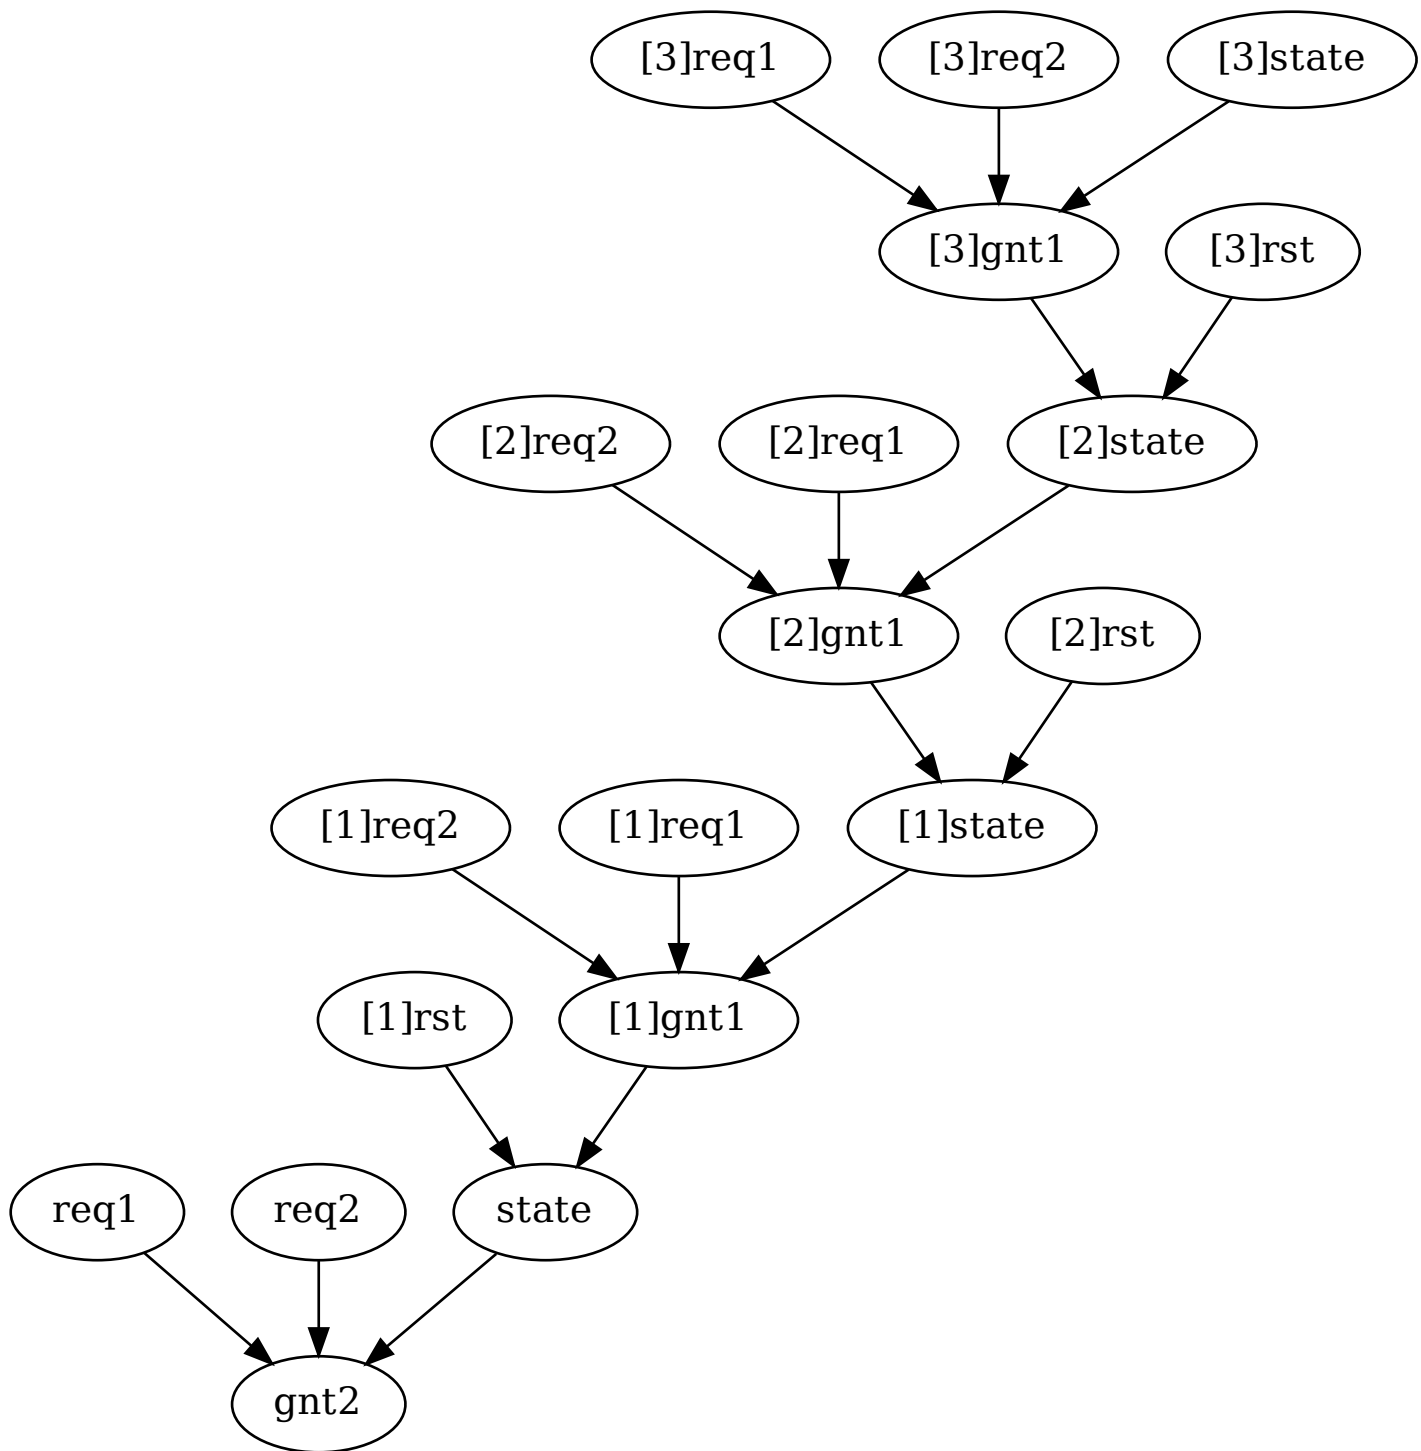 [3]req1
[3]req2
[3]state
[3]gnt1
[3]rst
[2]req2
[2]req1
[2]state
[2]gnt1
[2]rst
[1]req2
[1]req1
[1]state
[1]rst
[1]gnt1
req1
req2
state
gnt2